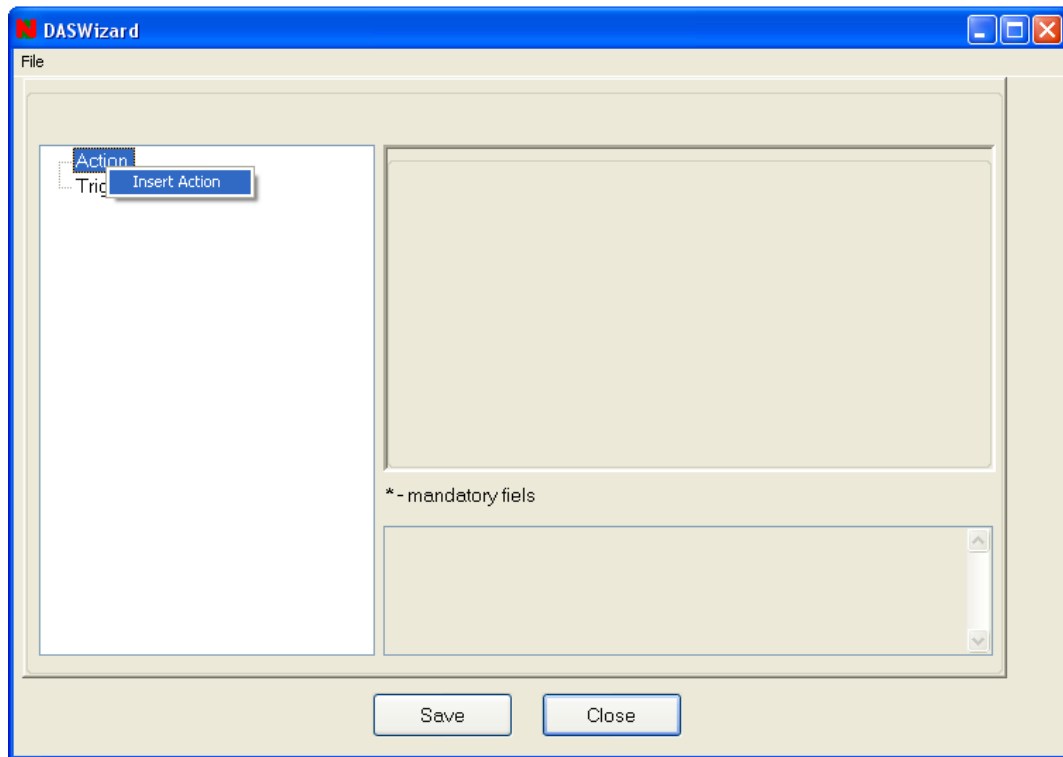 DASWizard
File
Action
Insert Action
Trig
*- mandatory fiels
Save
Close